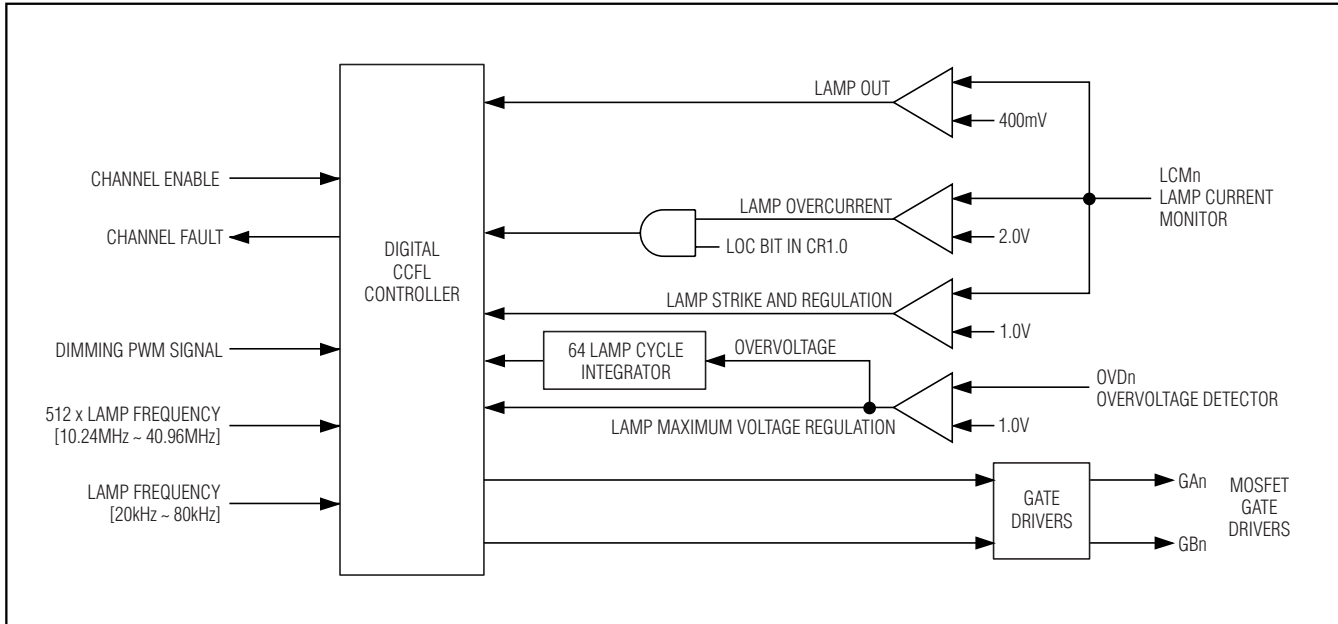 LAMP OUT
400mV
CHANNEL ENABLE
LCMn
LAMP CURRENT
MONITOR
LAMP OVERCURRENT
2.0V
CHANNEL FAULT
LOC BIT IN CR1.0
DIGITAL
CCFL
CONTROLLER
LAMP STRIKE AND REGULATION
1.0V
DIMMING PWM SIGNAL
64 LAMP CYCLE
INTEGRATOR
OVERVOLTAGE
OVDn
OVERVOLTAGE DETECTOR
512 x LAMP FREQUENCY
[10.24MHz ~ 40.96MHz]
LAMP MAXIMUM VOLTAGE REGULATION
1.0V
LAMP FREQUENCY
[20kHz ~ 80kHz]
GATE
DRIVERS
GAn
GBn
MOSFET
GATE
DRIVERS